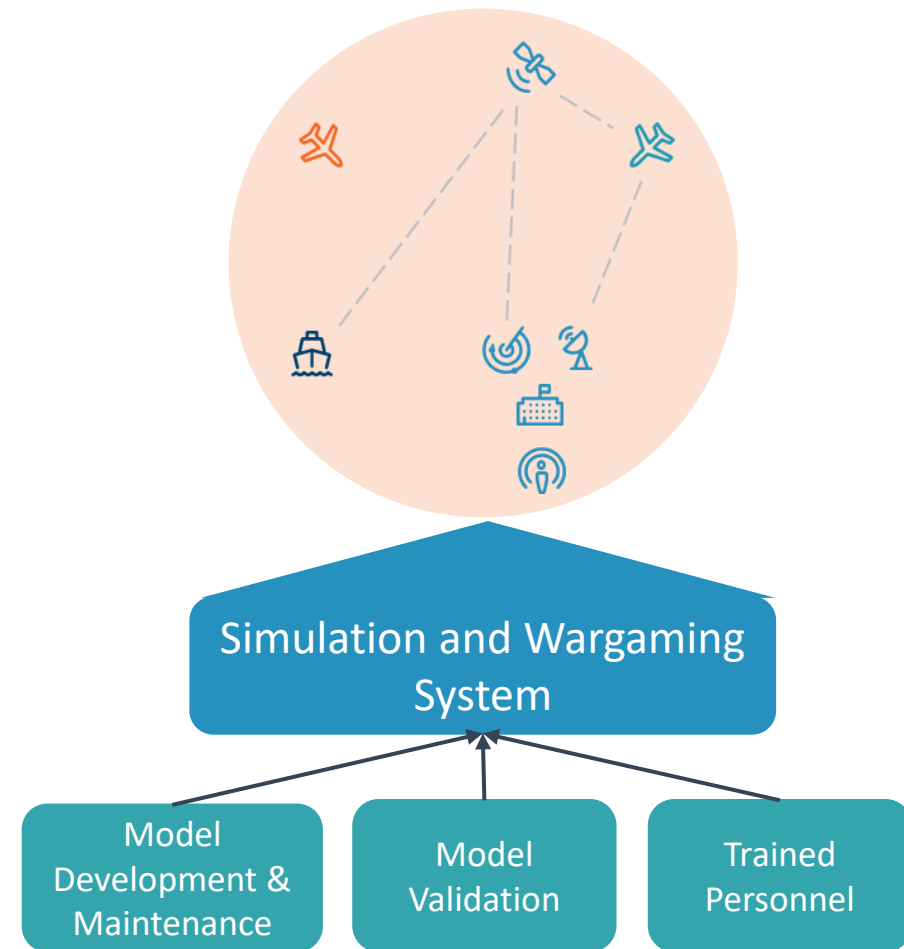 Simulation and Wargaming
System
Model
Development &
Maintenance
Model
Validation
Trained
Personnel